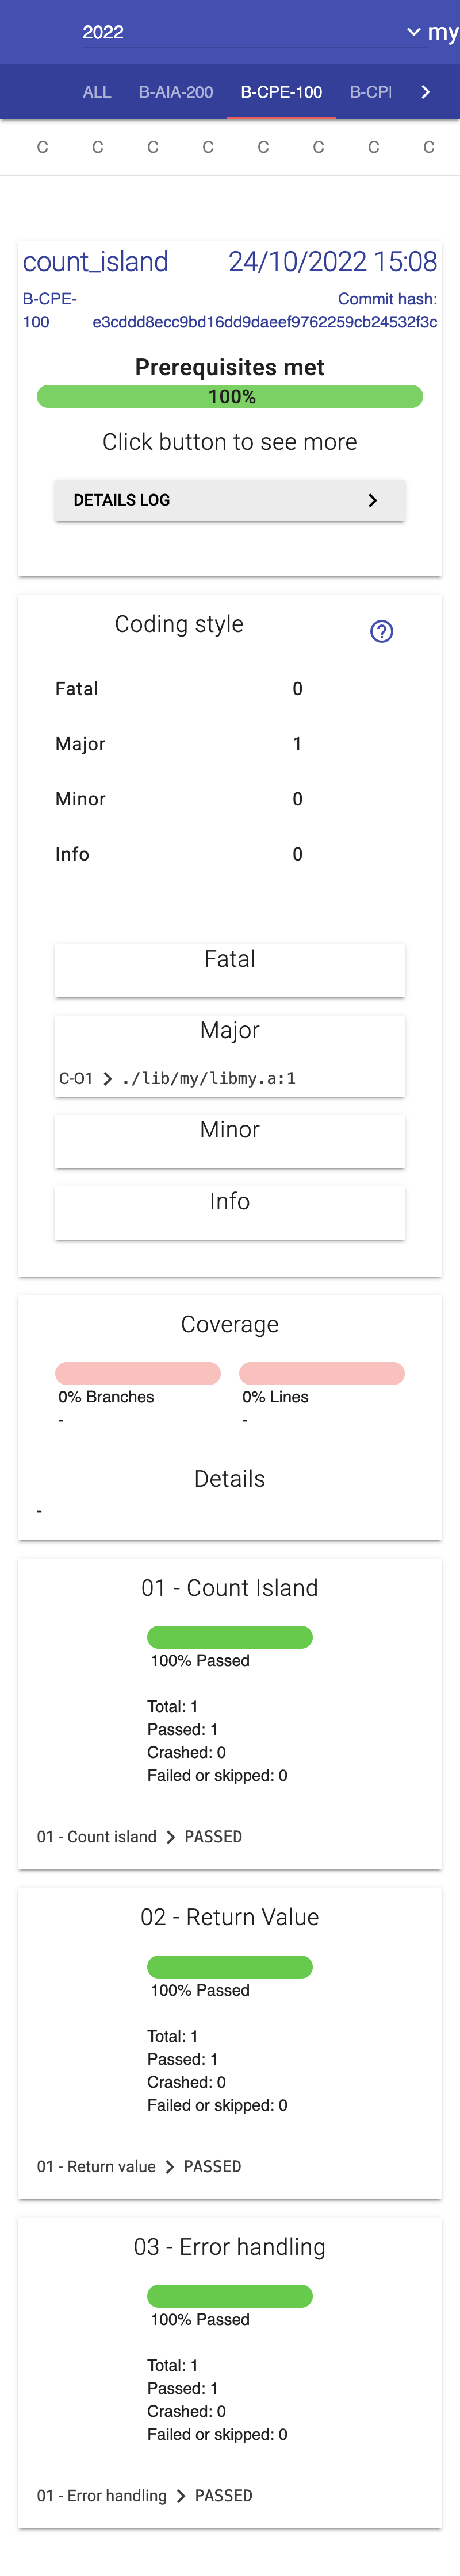 2022 my
ALL B-AIA-200 B-CPE-100 B-CPI
C C C C C C C C
count_island 24/10/2022 15:08
B-CPE- Commit hash:
100 e3cddd8ecc9bd16dd9daeef9762259cb24532f3c
Prerequisites met
100%
Click button to see more
DETAILS LOG
Coding style
Fatal 0
Major 1
Minor 0
Info 0
Fatal
Major
C-O1 > ./lib/my/libmy.a:1
Minor
Info
Coverage
0% Branches 0% Lines
- -
Details
-
01 - Count Island
100% Passed
Total: 1
Passed: 1
Crashed: 0
Failed or skipped: 0
01 - Count island > PASSED
02 - Return Value
100% Passed
Total: 1
Passed: 1
Crashed: 0
Failed or skipped: 0
01 - Return value > PASSED
03 - Error handling
100% Passed
Total: 1
Passed: 1
Crashed: 0
Failed or skipped: 0
01 - Error handling > PASSED